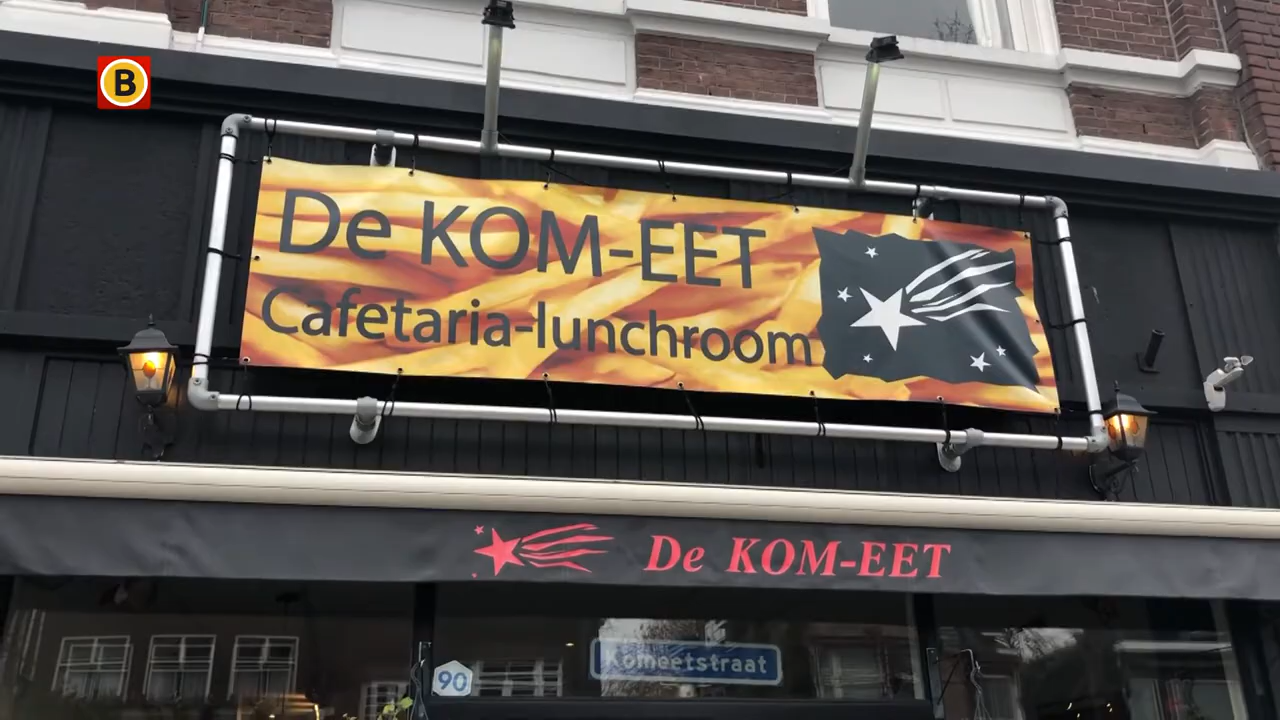 B
De KOM-EET
Cafetaria-lunchroom
De KOM-EET
Komeetstraat
90